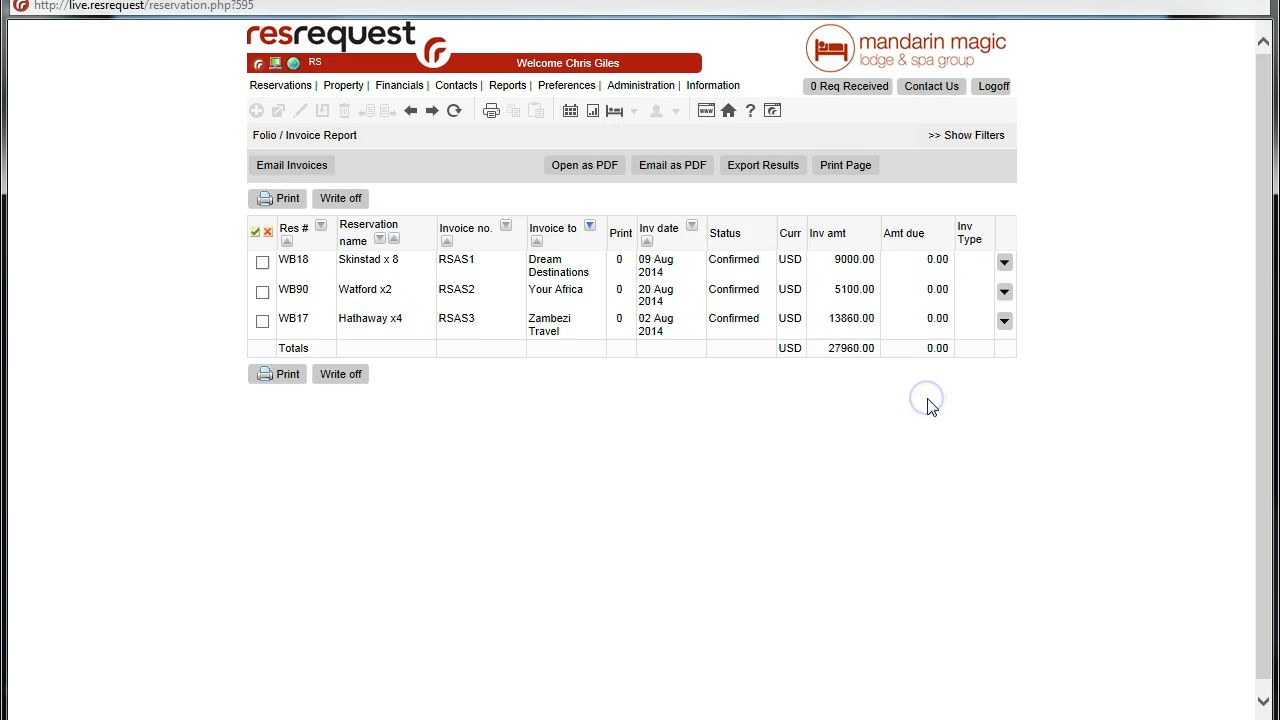 http://live.resrequest/reservation.php?595
resrequest
mandarin magic
lodge & spa group
RS Welcome Chris Giles
Reservations | Property | Financials | Contacts | Reports | Preferences | Administration | Information
0 Req Received Contact Us Logoff
WWW ?
Folio / Invoice Report >> Show Filters
Email Invoices Open as PDF Email as PDF Export Results Print Page
Print Write off
Res # Reservation name Invoice no. Invoice to Print Inv date Status Curr Inv amt Amt due Inv Type
WB18 Skinstad x 8 RSAS1 Dream Destinations 0 09 Aug 2014 Confirmed USD 9000.00 0.00
WB90 Watford x2 RSAS2 Your Africa 0 20 Aug 2014 Confirmed USD 5100.00 0.00
WB17 Hathaway x4 RSAS3 Zambezi Travel 0 02 Aug 2014 Confirmed USD 13860.00 0.00
Totals USD 27960.00 0.00
Print Write off